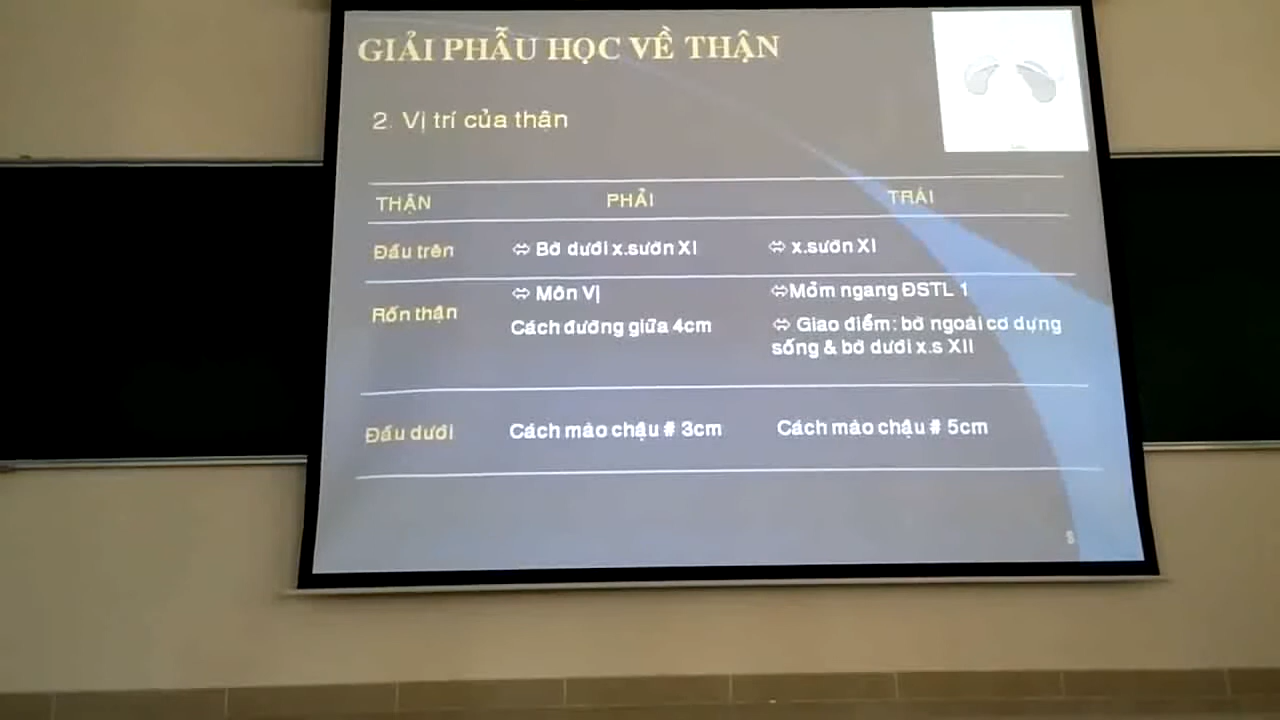 GIẢI PHẪU HỌC VỀ THẬN
2. Vị trí của thận
THẬN PHẢI TRÁI
Đầu trên ⬄ Bờ dưới x.sườn XI ⬄ x.sườn XI
Rốn thận ⬄ Môn Vị ⬄Mỏm ngang ĐSTL 1
Cách đường giữa 4cm ⬄ Giao điểm: bờ ngoài cơ dựng
sống & bờ dưới x.s XII
Đầu dưới Cách mào chậu # 3cm Cách mào chậu # 5cm